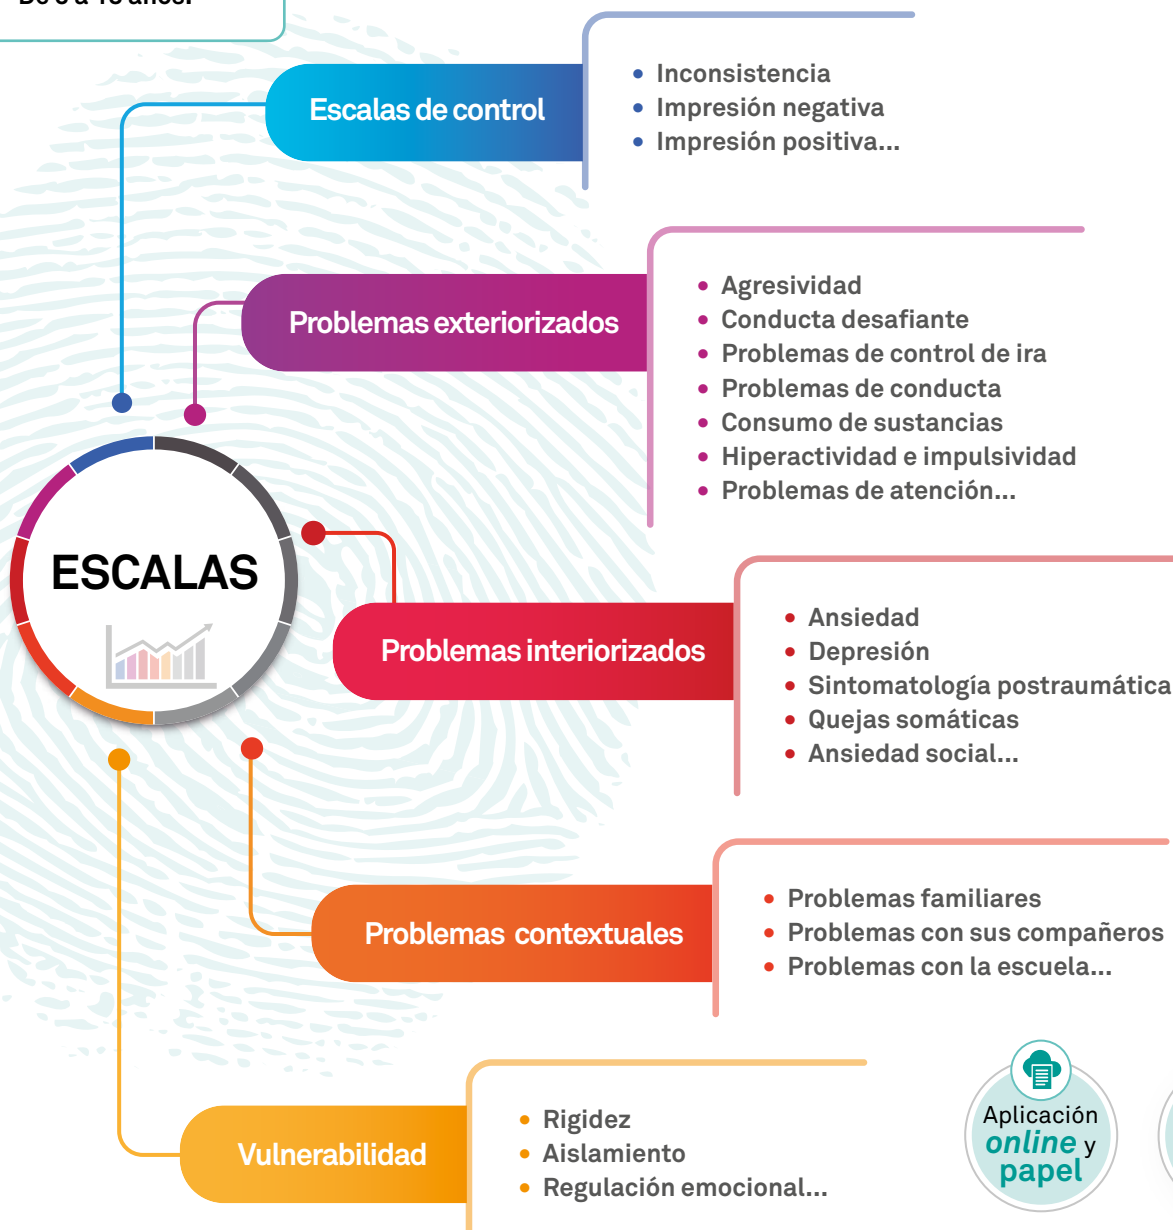 Escalas de control
• Inconsistencia
• Impresión negativa
• Impresión positiva...
Problemas exteriorizados
• Agresividad
• Conducta desafiante
• Problemas de control de ira
• Problemas de conducta
• Consumo de sustancias
• Hiperactividad e impulsividad
• Problemas de atención...
ESCALAS
Problemas interiorizados
• Ansiedad
• Depresión
• Sintomatología postraumática
• Quejas somáticas
• Ansiedad social...
Problemas contextuales
• Problemas familiares
• Problemas con sus compañeros
• Problemas con la escuela...
Vulnerabilidad
• Rigidez
• Aislamiento
• Regulación emocional...
Aplicación
online y
papel